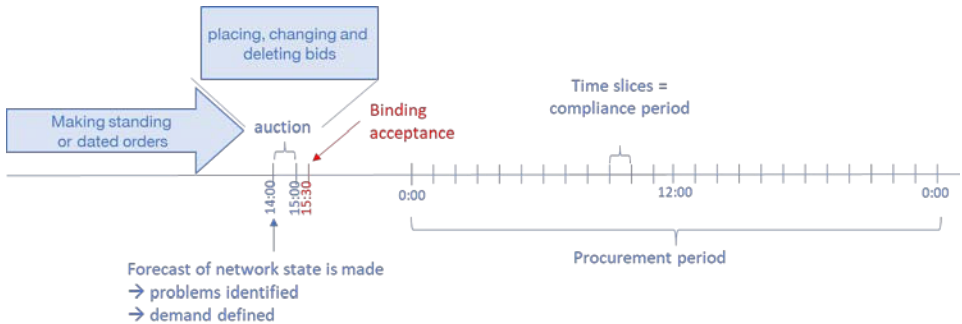 placing, changing and
deleting bids
Making standing
or dated orders
auction
Binding
acceptance
Time slices =
compliance period
14:00
15:00
15:30
0:00
12:00
0:00
Procurement period
Forecast of network state is made
→ problems identified
→ demand defined